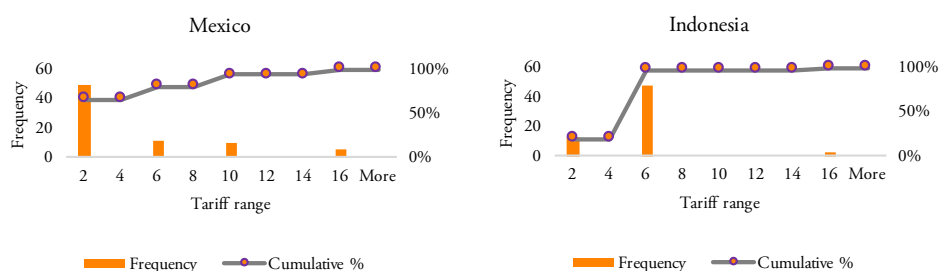 Mexico
60
40
20
0
100%
50%
0%
Frequency
2 4 6 8 10 12 14 16 More
Tariff range
Frequency Cumulative %
Indonesia
60
40
20
0
100%
50%
0%
Frequency
2 4 6 8 10 12 14 16 More
Tariff range
Frequency Cumulative %